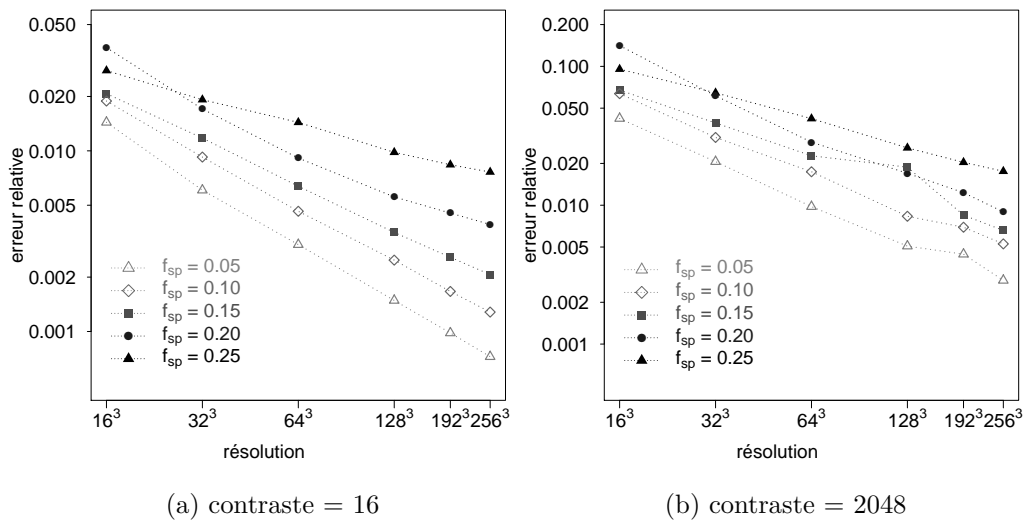 0.050
0.020
0.010
0.005
0.002
0.001
erreur relative
f_sp = 0.05
f_sp = 0.10
f_sp = 0.15
f_sp = 0.20
f_sp = 0.25
16³ 32³ 64³ 128³ 192³ 256³
résolution
(a) contraste = 16
0.200
0.100
0.050
0.020
0.010
0.005
0.002
0.001
erreur relative
f_sp = 0.05
f_sp = 0.10
f_sp = 0.15
f_sp = 0.20
f_sp = 0.25
16³ 32³ 64³ 128³ 192³ 256³
résolution
(b) contraste = 2048